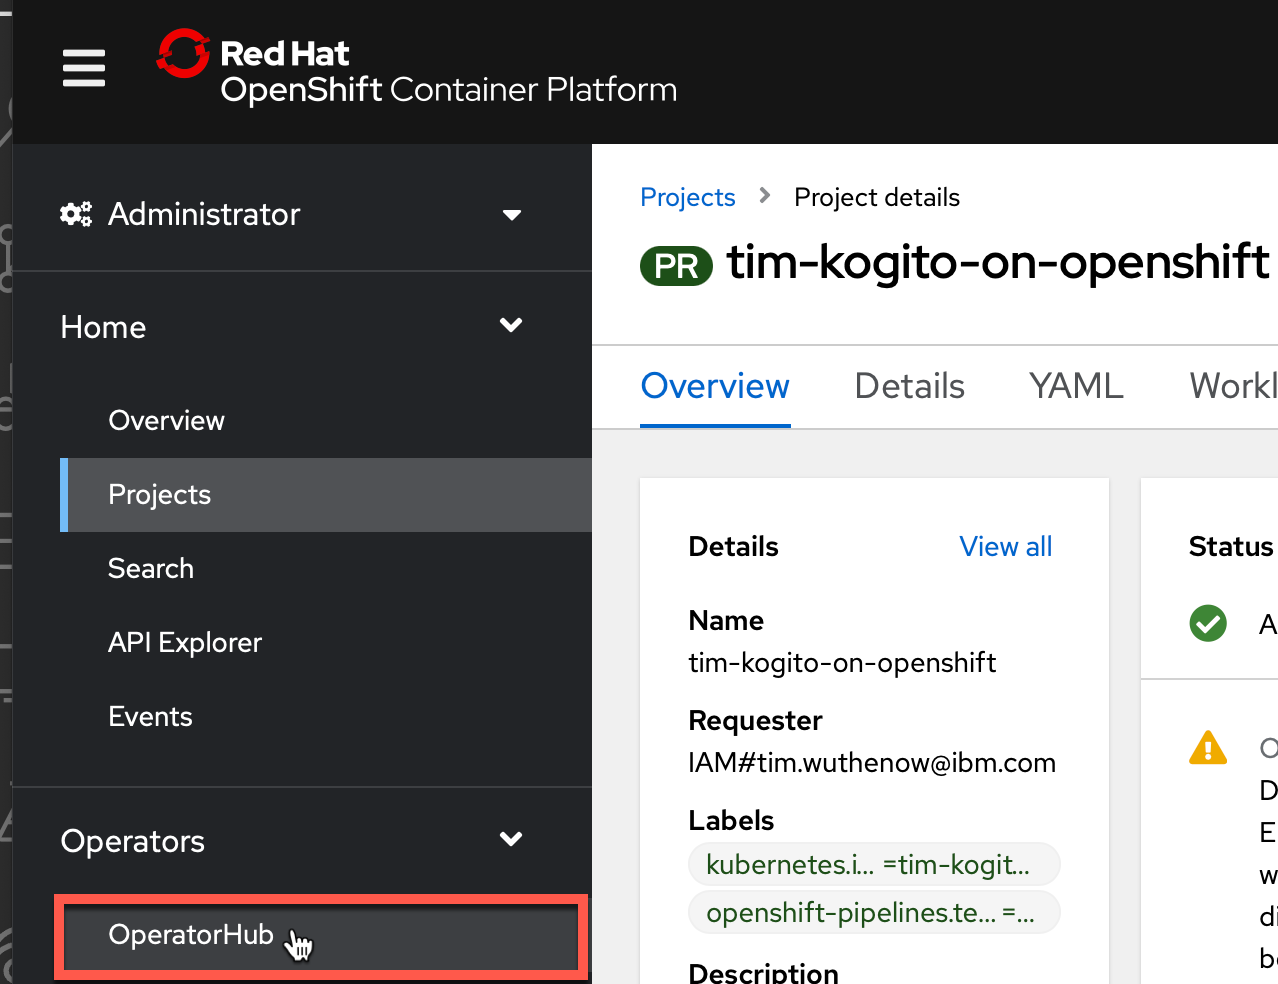 Red Hat
OpenShift Container Platform
Administrator
Home
Overview
Projects
Search
API Explorer
Events
Operators
OperatorHub
Projects > Project details
PR tim-kogito-on-openshift
Overview Details YAML Workl
Details View all
Name
tim-kogito-on-openshift
Requester
IAM#tim.wuthenow@ibm.com
Labels
kubernetes.i... =tim-kogit...
openshift-pipelines.te... =...
Description
Status
A
D
E
w
di
be